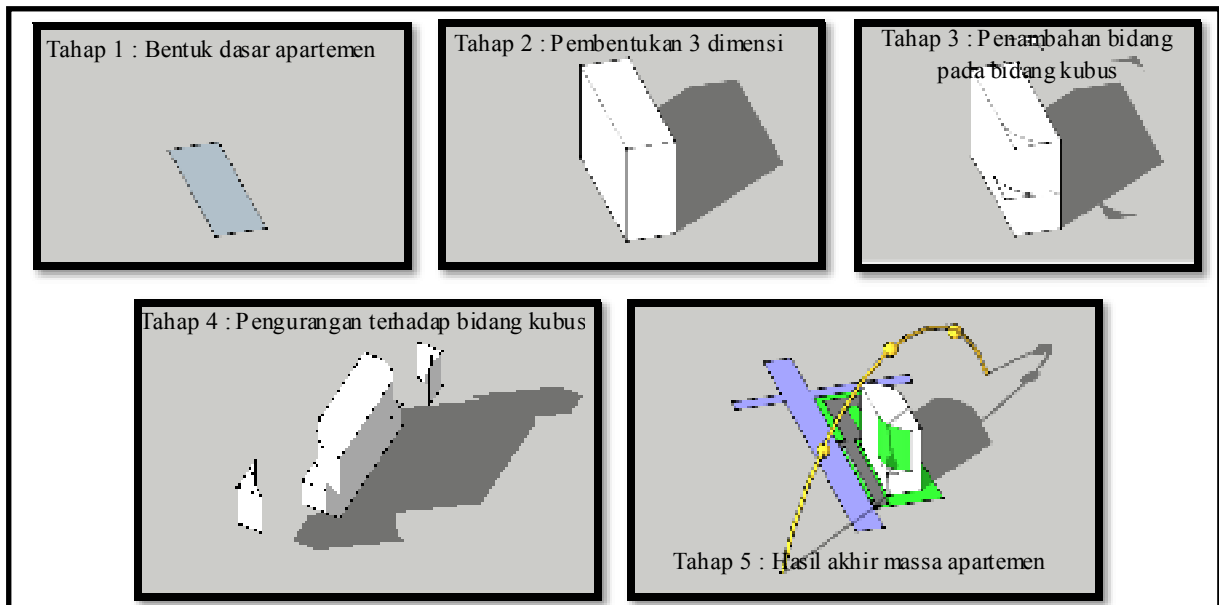 Tahap 1 : Bentuk dasar apartemen
Tahap 2 : Pembentukan 3 dimensi
Tahap 3 : Penambahan bidang
pada bidang kubus
Tahap 4 : Pengurangan terhadap bidang kubus
Tahap 5 : Hasil akhir massa apartemen